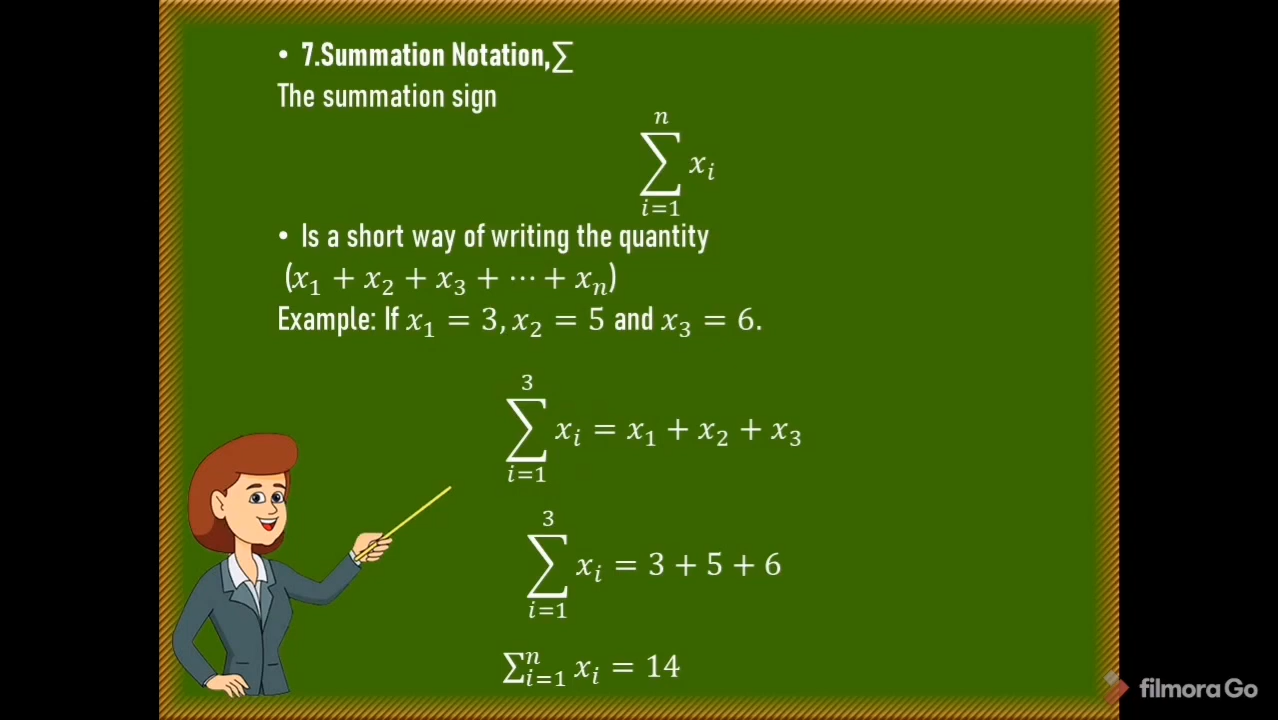 • 7.Summation Notation,∑
The summation sign
n
∑ xᵢ
i=1
• Is a short way of writing the quantity
(x₁ + x₂ + x₃ + ⋯ + xₙ)
Example: If x₁ = 3, x₂ = 5 and x₃ = 6.
3
∑ xᵢ = x₁ + x₂ + x₃
i=1
3
∑ xᵢ = 3 + 5 + 6
i=1
∑ⁿᵢ₌₁ xᵢ = 14
filmoraGo